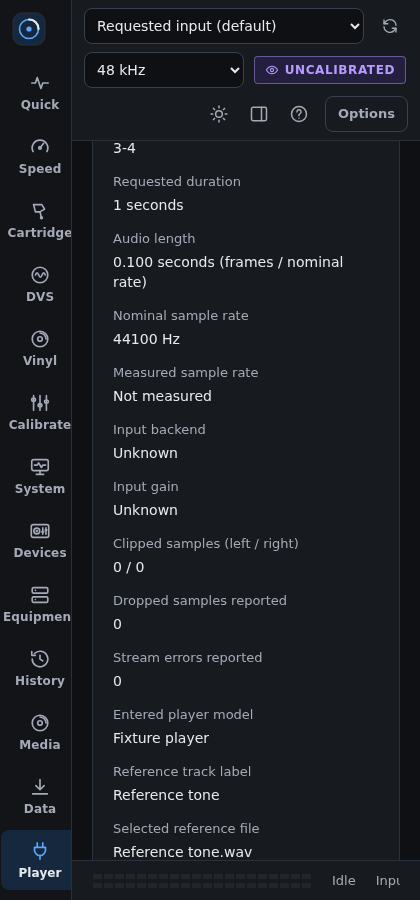 Requested input (default)
48 kHz
UNCALIBRATED
Options
Quick
Speed
Cartridge
DVS
Vinyl
Calibrate
System
Devices
Equipmen
History
Media
Data
Player
3-4
Requested duration
1 seconds
Audio length
0.100 seconds (frames / nominal
rate)
Nominal sample rate
44100 Hz
Measured sample rate
Not measured
Input backend
Unknown
Input gain
Unknown
Clipped samples (left / right)
0 / 0
Dropped samples reported
0
Stream errors reported
0
Entered player model
Fixture player
Reference track label
Reference tone
Selected reference file
Reference tone.wav
Idle
Inpu